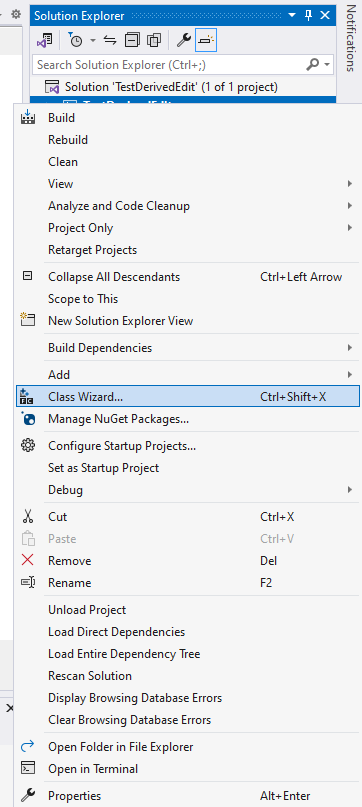 Solution Explorer
Search Solution Explorer (Ctrl+;)
Solution 'TestDerivedEdit' (1 of 1 project)
TestDerivedEdit
Build
Rebuild
Clean
View
Analyze and Code Cleanup
Project Only
Retarget Projects
Collapse All Descendants Ctrl+Left Arrow
Scope to This
New Solution Explorer View
Build Dependencies
Add
Class Wizard... Ctrl+Shift+X
Manage NuGet Packages...
Configure Startup Projects...
Set as Startup Project
Debug
Cut Ctrl+X
Paste Ctrl+V
Remove Del
Rename F2
Unload Project
Load Direct Dependencies
Load Entire Dependency Tree
Rescan Solution
Display Browsing Database Errors
Clear Browsing Database Errors
Open Folder in File Explorer
Open in Terminal
Properties Alt+Enter
Notifications